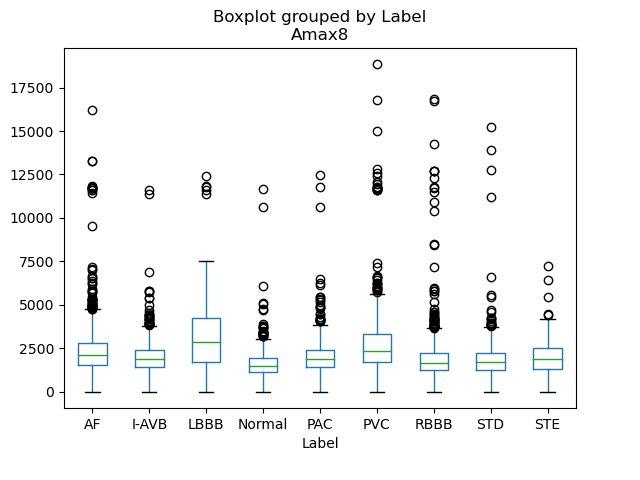 Boxplot grouped by Label
Amax8
17500
15000
12500
10000
7500
5000
2500
0
AF I-AVB LBBB Normal PAC PVC RBBB STD STE
Label